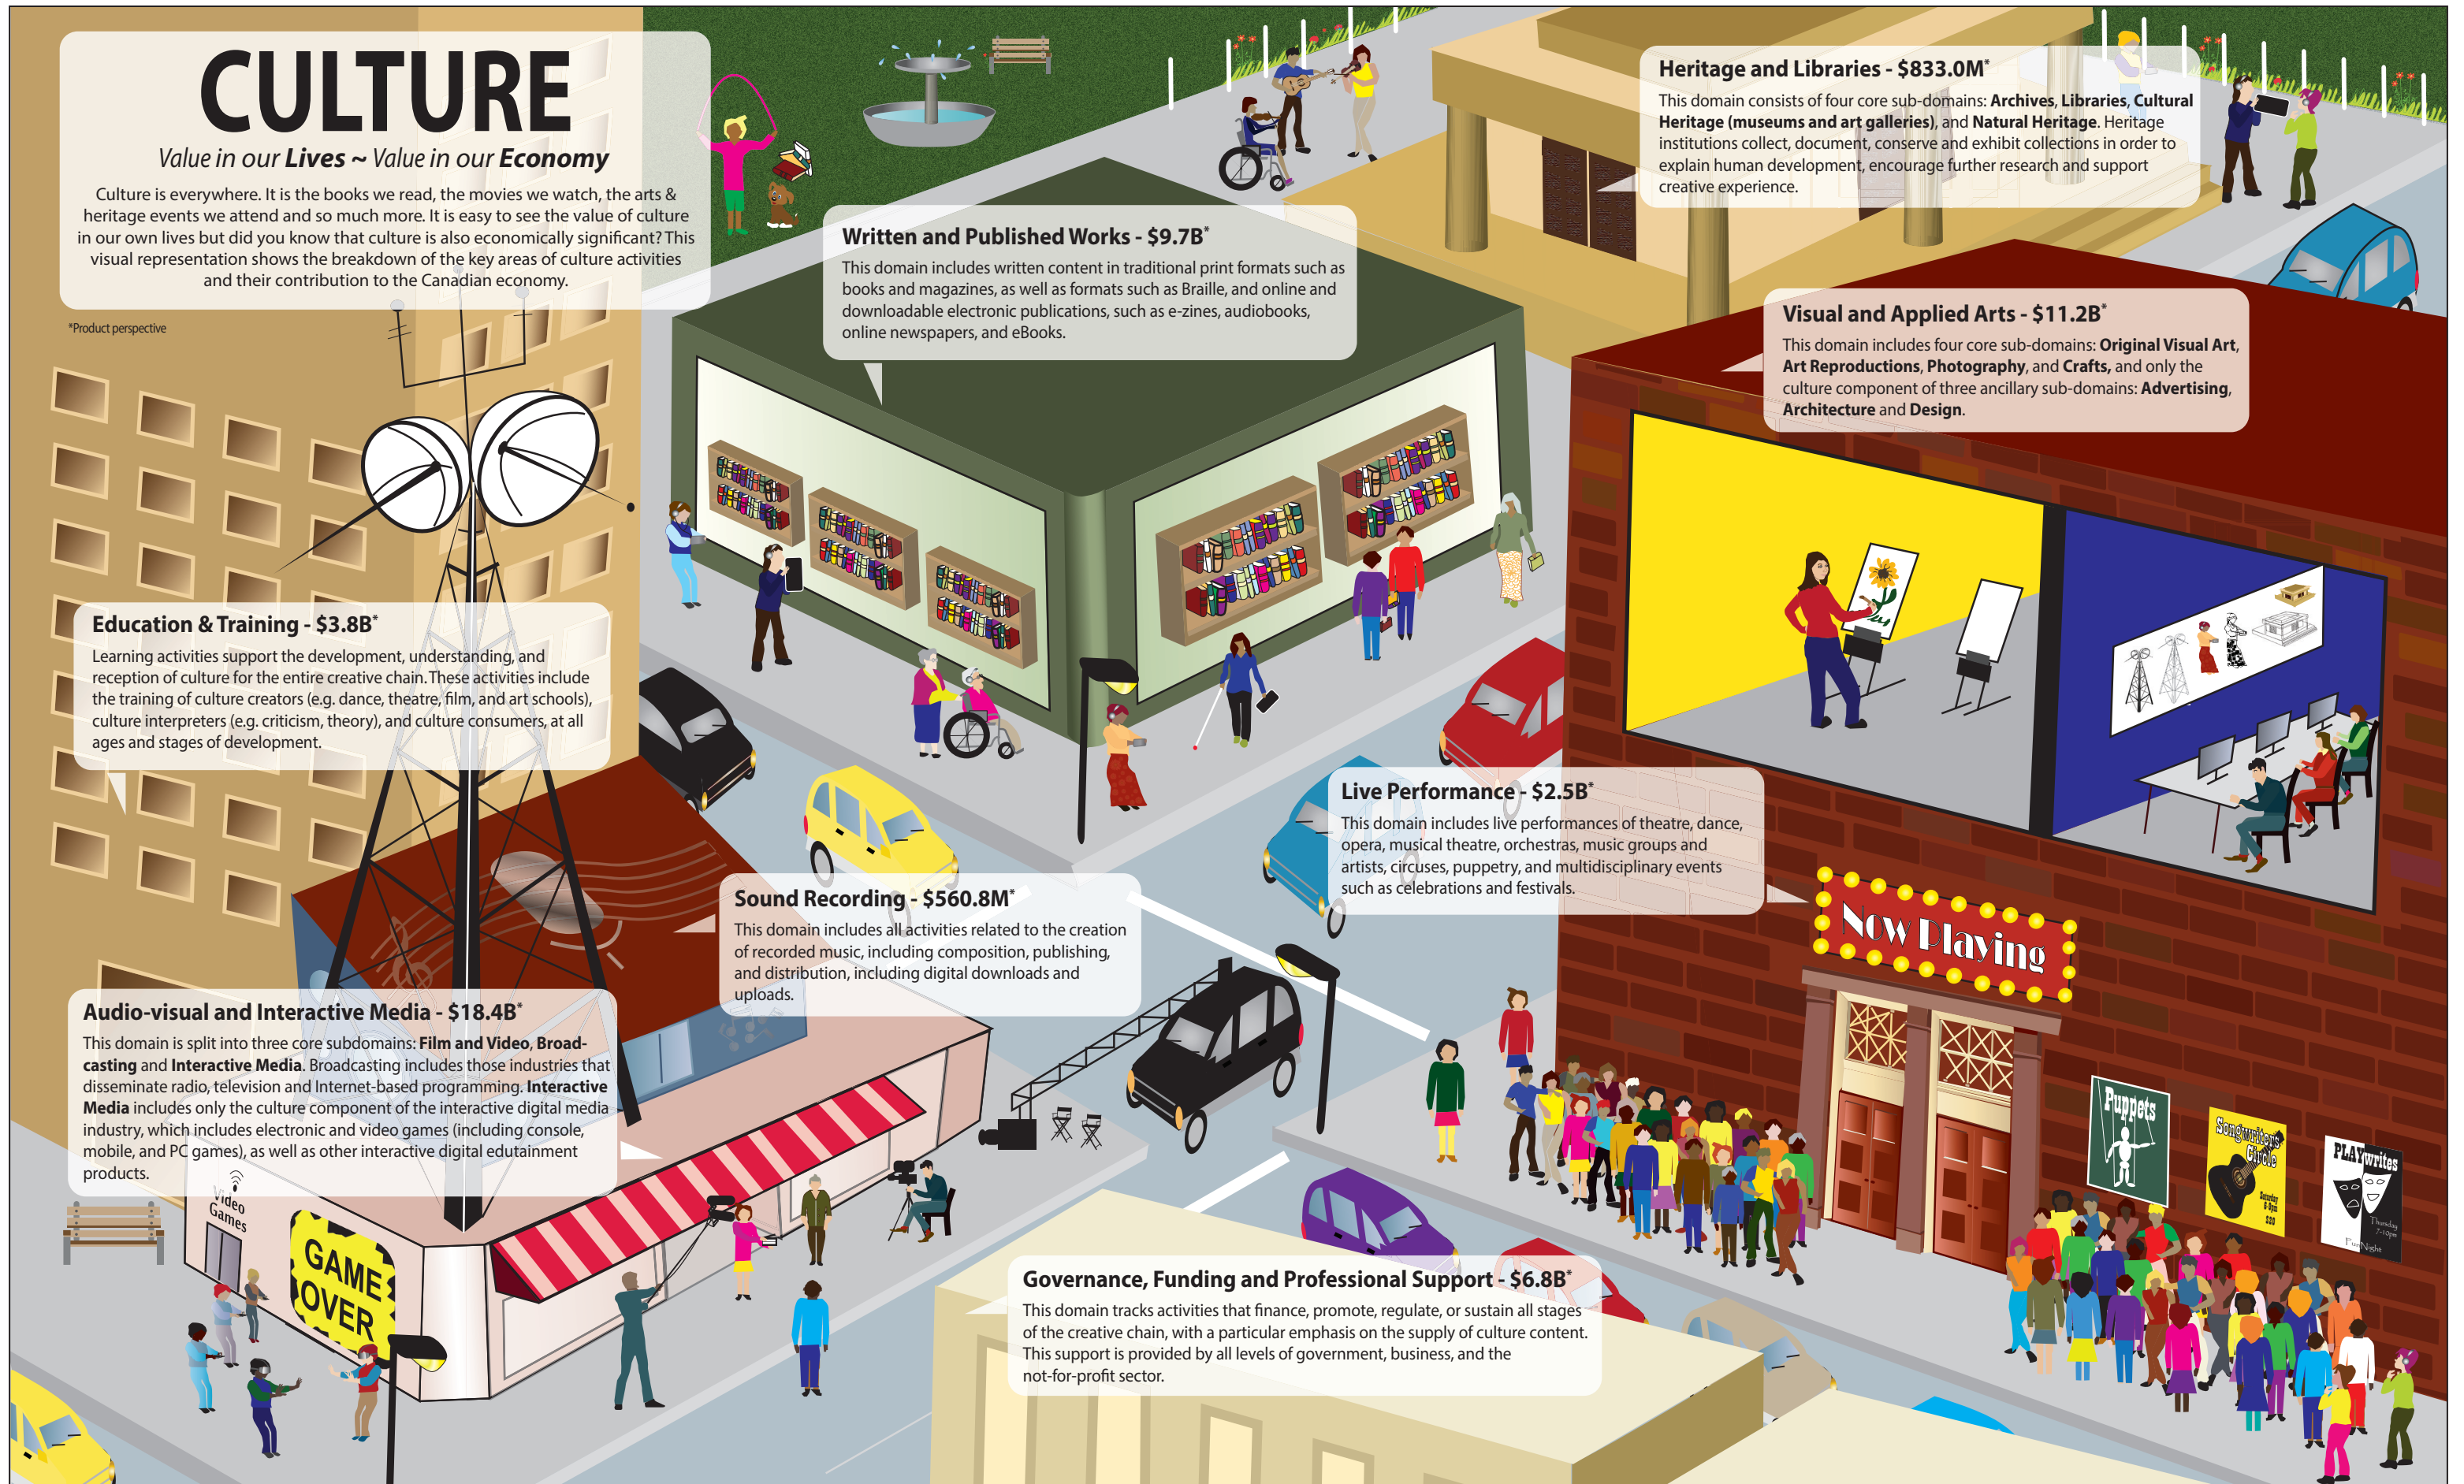 CULTURE
Value in our Lives ~ Value in our Economy
Culture is everywhere. It is the books we read, the movies we watch, the arts &
heritage events we attend and so much more. It is easy to see the value of culture
in our own lives but did you know that culture is also economically significant? This
visual representation shows the breakdown of the key areas of culture activities
and their contribution to the Canadian economy.
*Product perspective
Heritage and Libraries - $833.0M*
This domain consists of four core sub-domains: Archives, Libraries, Cultural
Heritage (museums and art galleries), and Natural Heritage. Heritage
institutions collect, document, conserve and exhibit collections in order to
explain human development, encourage further research and support
creative experience.
Written and Published Works - $9.7B*
This domain includes written content in traditional print formats such as
books and magazines, as well as formats such as Braille, and online and
downloadable electronic publications, such as e-zines, audiobooks,
online newspapers, and eBooks.
Visual and Applied Arts - $11.2B*
This domain includes four core sub-domains: Original Visual Art,
Art Reproductions, Photography, and Crafts, and only the
culture component of three ancillary sub-domains: Advertising,
Architecture and Design.
Education & Training - $3.8B*
Learning activities support the development, understanding, and
reception of culture for the entire creative chain. These activities include
the training of culture creators (e.g. dance, theatre, film, and art schools),
culture interpreters (e.g. criticism, theory), and culture consumers, at all
ages and stages of development.
Live Performance - $2.5B*
This domain includes live performances of theatre, dance,
opera, musical theatre, orchestras, music groups and
artists, circuses, puppetry, and multidisciplinary events
such as celebrations and festivals.
Sound Recording - $560.8M*
This domain includes all activities related to the creation
of recorded music, including composition, publishing,
and distribution, including digital downloads and
uploads.
Now Playing
Audio-visual and Interactive Media - $18.4B*
This domain is split into three core subdomains: Film and Video, Broad-
casting and Interactive Media. Broadcasting includes those industries that
disseminate radio, television and Internet-based programming. Interactive
Media includes only the culture component of the interactive digital media
industry, which includes electronic and video games (including console,
mobile, and PC games), as well as other interactive digital edutainment
products.
Video
Games
GAME
OVER
Puppets
Songwriters'
Circle
Saturday
6-9pm
$20
PLAYwrites
Thursday
7-10pm
Fun Night
Governance, Funding and Professional Support - $6.8B*
This domain tracks activities that finance, promote, regulate, or sustain all stages
of the creative chain, with a particular emphasis on the supply of culture content.
This support is provided by all levels of government, business, and the
not-for-profit sector.